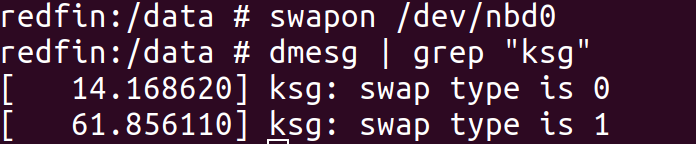 redfin:/data # swapon /dev/nbd0
redfin:/data # dmesg | grep "ksg"
[   14.168620] ksg: swap type is 0
[   61.856110] ksg: swap type is 1